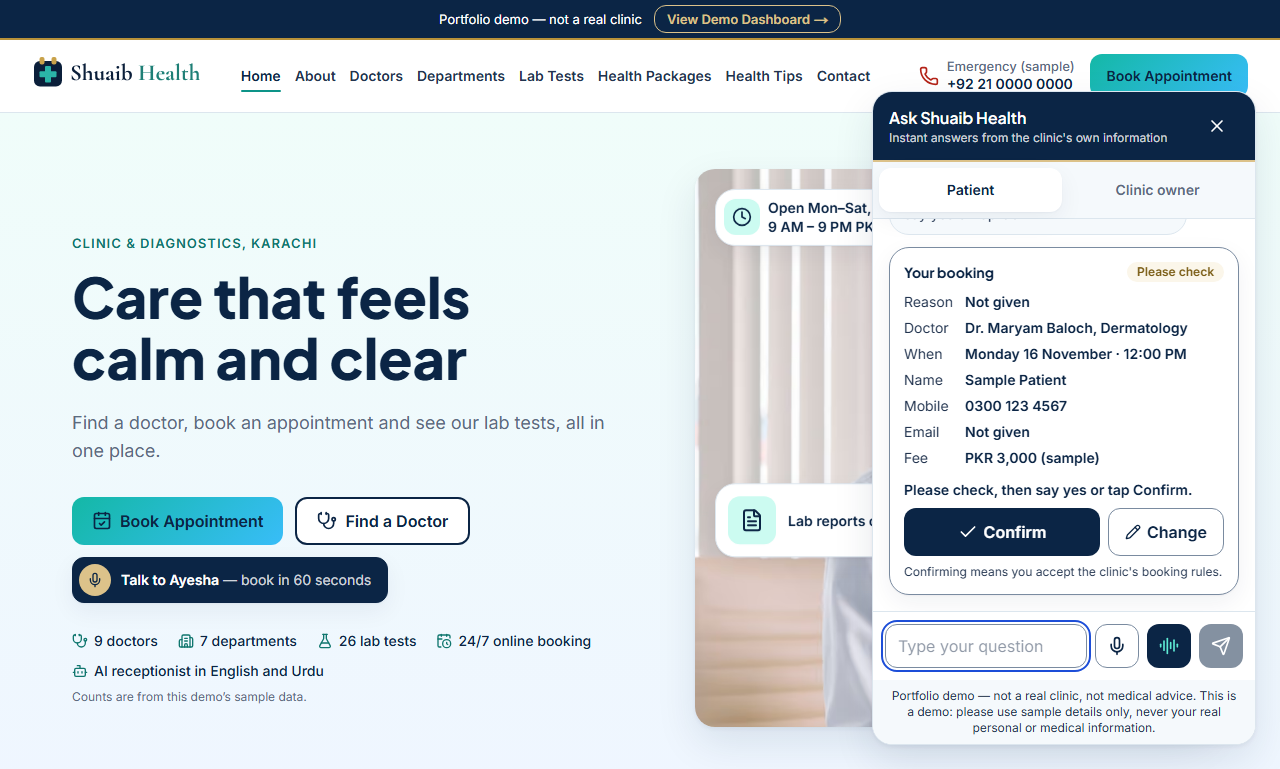 Portfolio demo — not a real clinic
View Demo Dashboard →
Shuaib Health
Home
About
Doctors
Departments
Lab Tests
Health Packages
Health Tips
Contact
Emergency (sample)
+92 21 0000 0000
Book Appointment
CLINIC & DIAGNOSTICS, KARACHI
Care that feels
calm and clear
Find a doctor, book an appointment and see our lab tests, all in
one place.
Book Appointment
Find a Doctor
Talk to Ayesha — book in 60 seconds
9 doctors
7 departments
26 lab tests
24/7 online booking
AI receptionist in English and Urdu
Counts are from this demo's sample data.
Open Mon–Sat,
9 AM – 9 PM PK
Lab reports
Ask Shuaib Health
Instant answers from the clinic's own information
Patient
Clinic owner
Your booking
Please check
Reason Not given
Doctor Dr. Maryam Baloch, Dermatology
When Monday 16 November · 12:00 PM
Name Sample Patient
Mobile 0300 123 4567
Email Not given
Fee PKR 3,000 (sample)
Please check, then say yes or tap Confirm.
Confirm
Change
Confirming means you accept the clinic's booking rules.
Type your question
Portfolio demo — not a real clinic, not medical advice. This is
a demo: please use sample details only, never your real
personal or medical information.